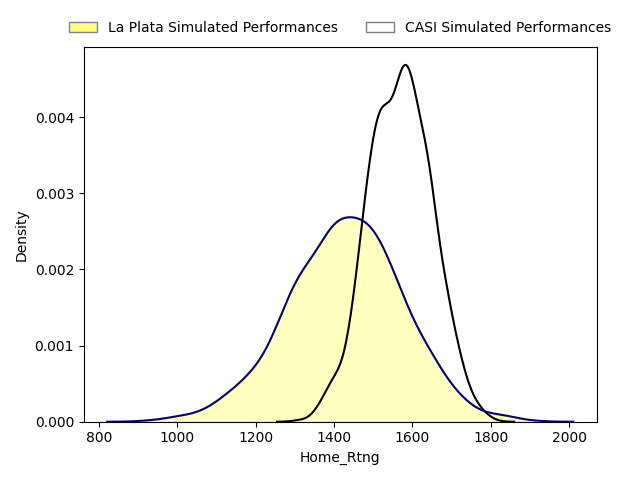 La Plata Simulated Performances CASI Simulated Performances
0.004
0.003
0.002
0.001
0.000
Density
800 1000 1200 1400 1600 1800 2000
Home_Rtng